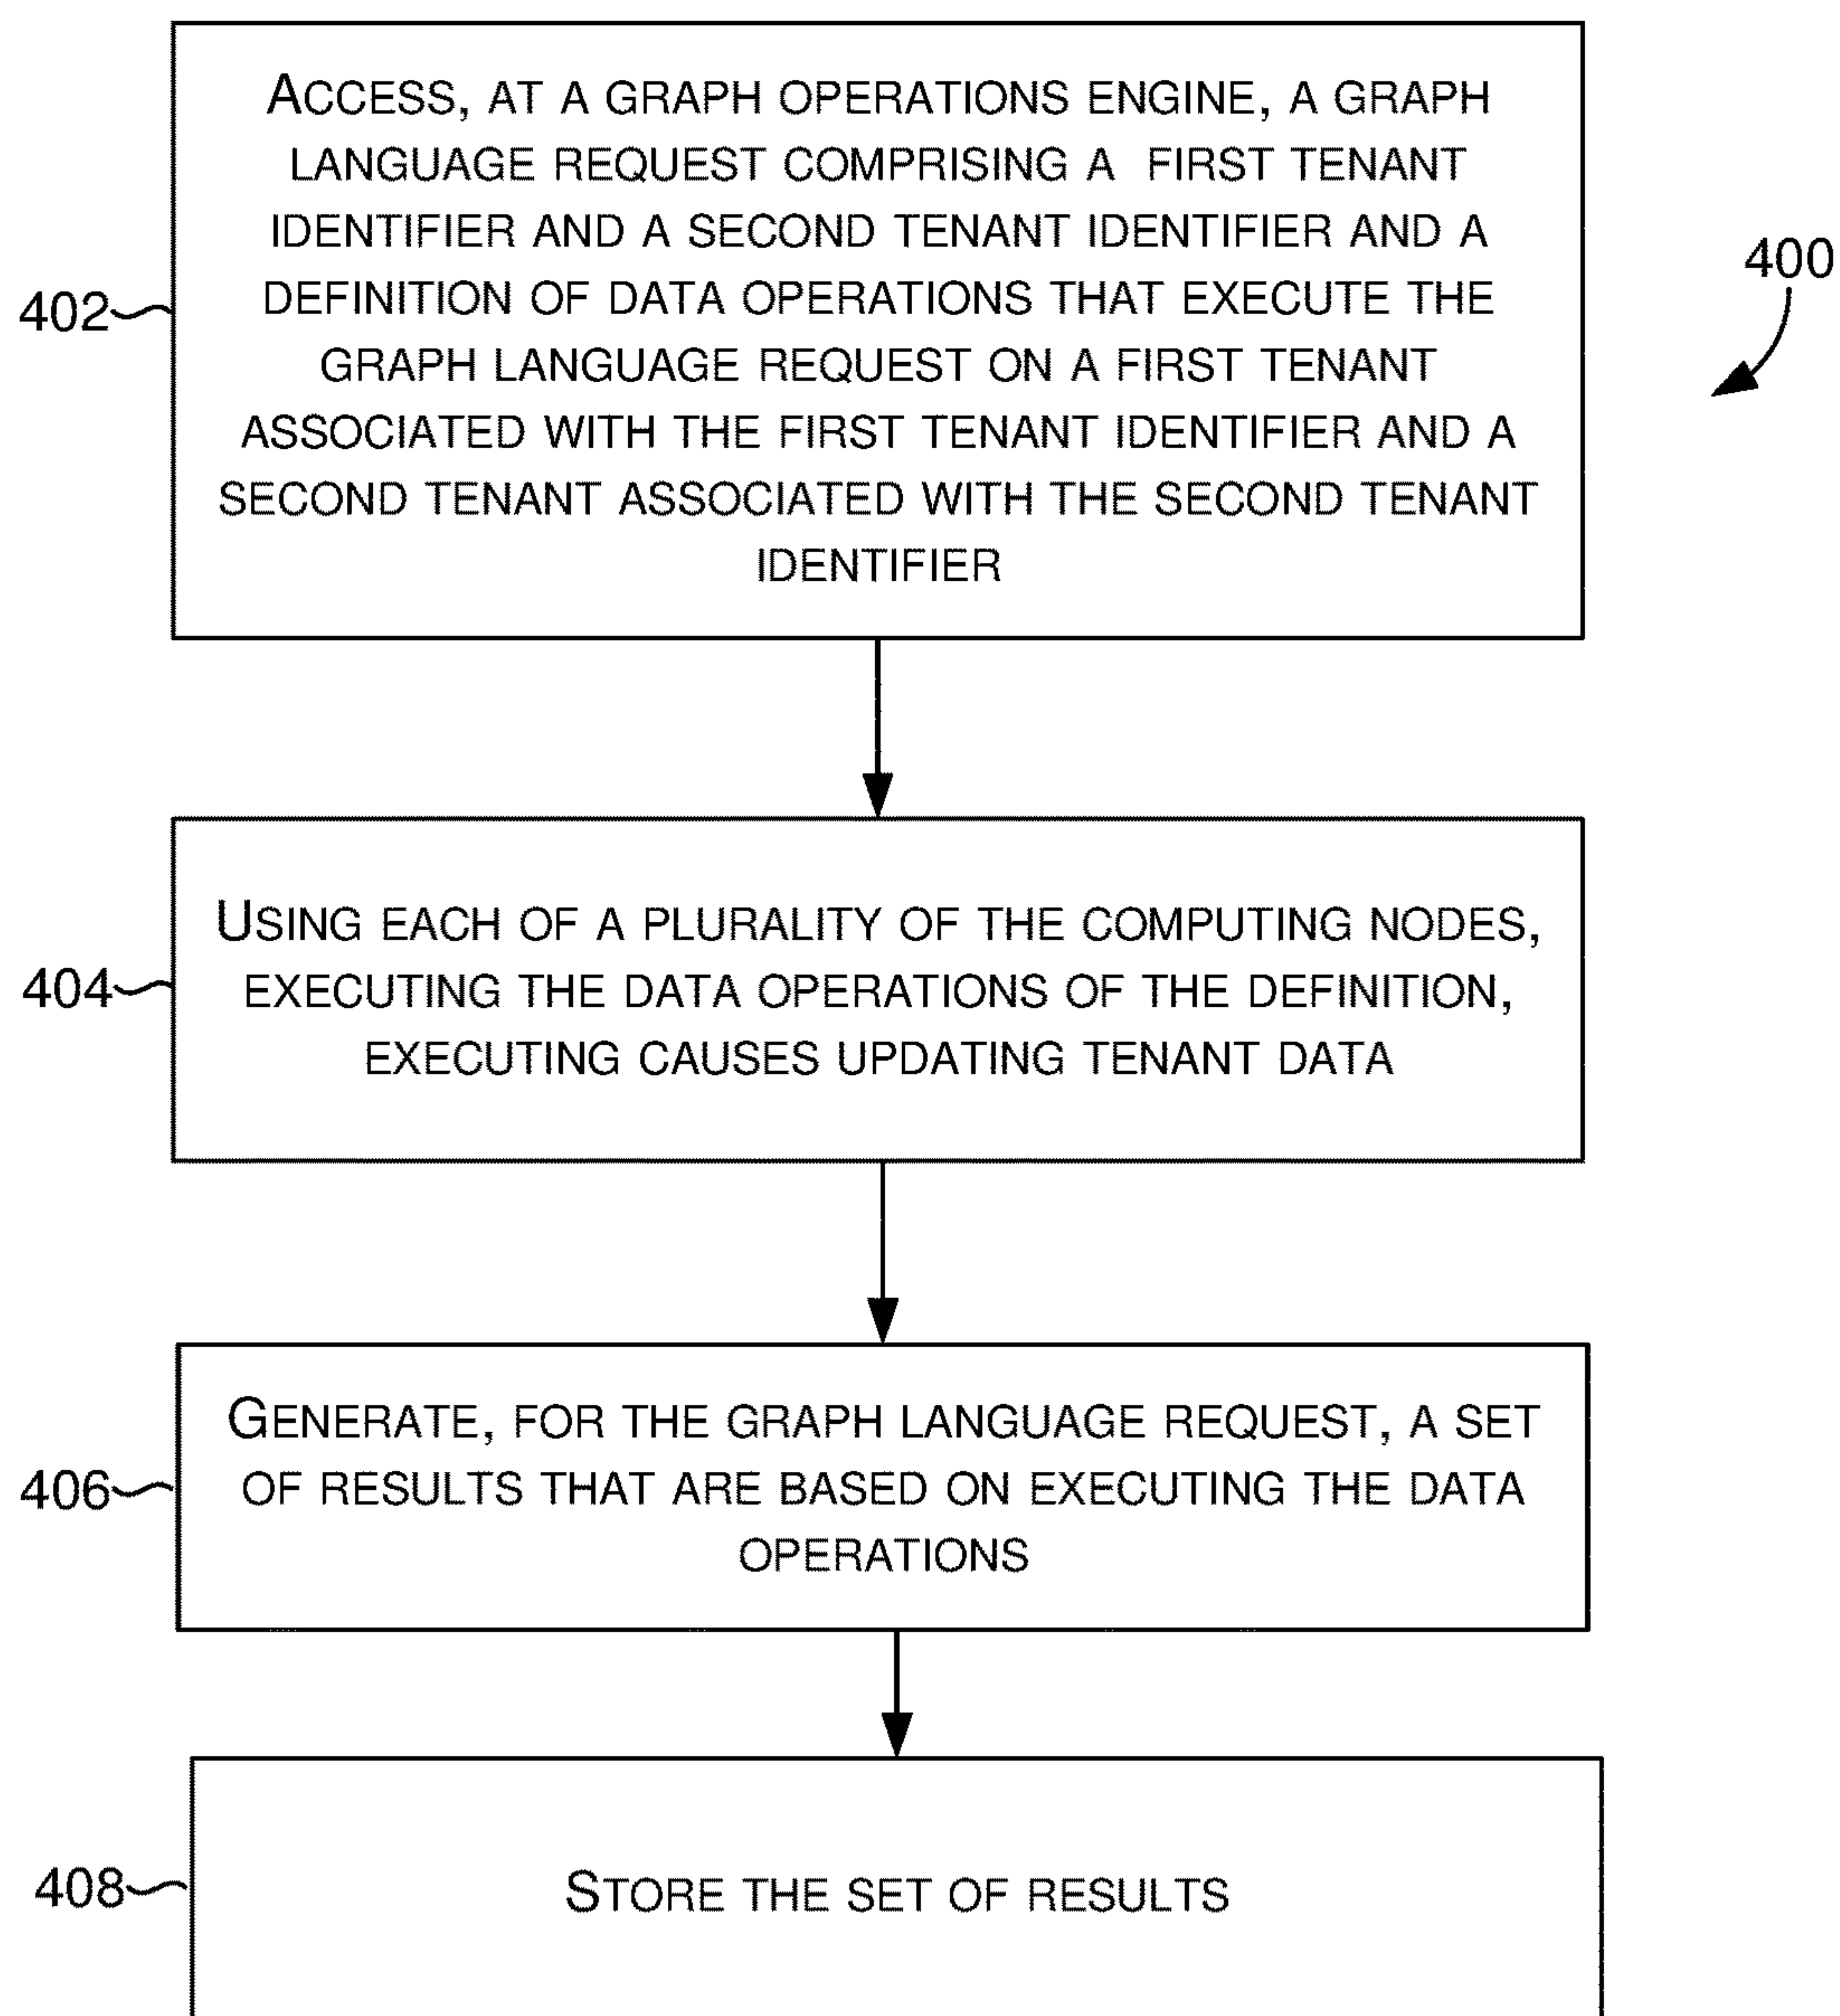 ACCESS, AT A GRAPH OPERATIONS ENGINE, A GRAPH
LANGUAGE REQUEST COMPRISING A FIRST TENANT
IDENTIFIER AND A SECOND TENANT IDENTIFIER AND A
DEFINITION OF DATA OPERATIONS THAT EXECUTE THE
GRAPH LANGUAGE REQUEST ON A FIRST TENANT
ASSOCIATED WITH THE FIRST TENANT IDENTIFIER AND A
SECOND TENANT ASSOCIATED WITH THE SECOND TENANT
IDENTIFIER
402
400
USING EACH OF A PLURALITY OF THE COMPUTING NODES,
EXECUTING THE DATA OPERATIONS OF THE DEFINITION,
EXECUTING CAUSES UPDATING TENANT DATA
404
GENERATE, FOR THE GRAPH LANGUAGE REQUEST, A SET
OF RESULTS THAT ARE BASED ON EXECUTING THE DATA
OPERATIONS
406
STORE THE SET OF RESULTS
408